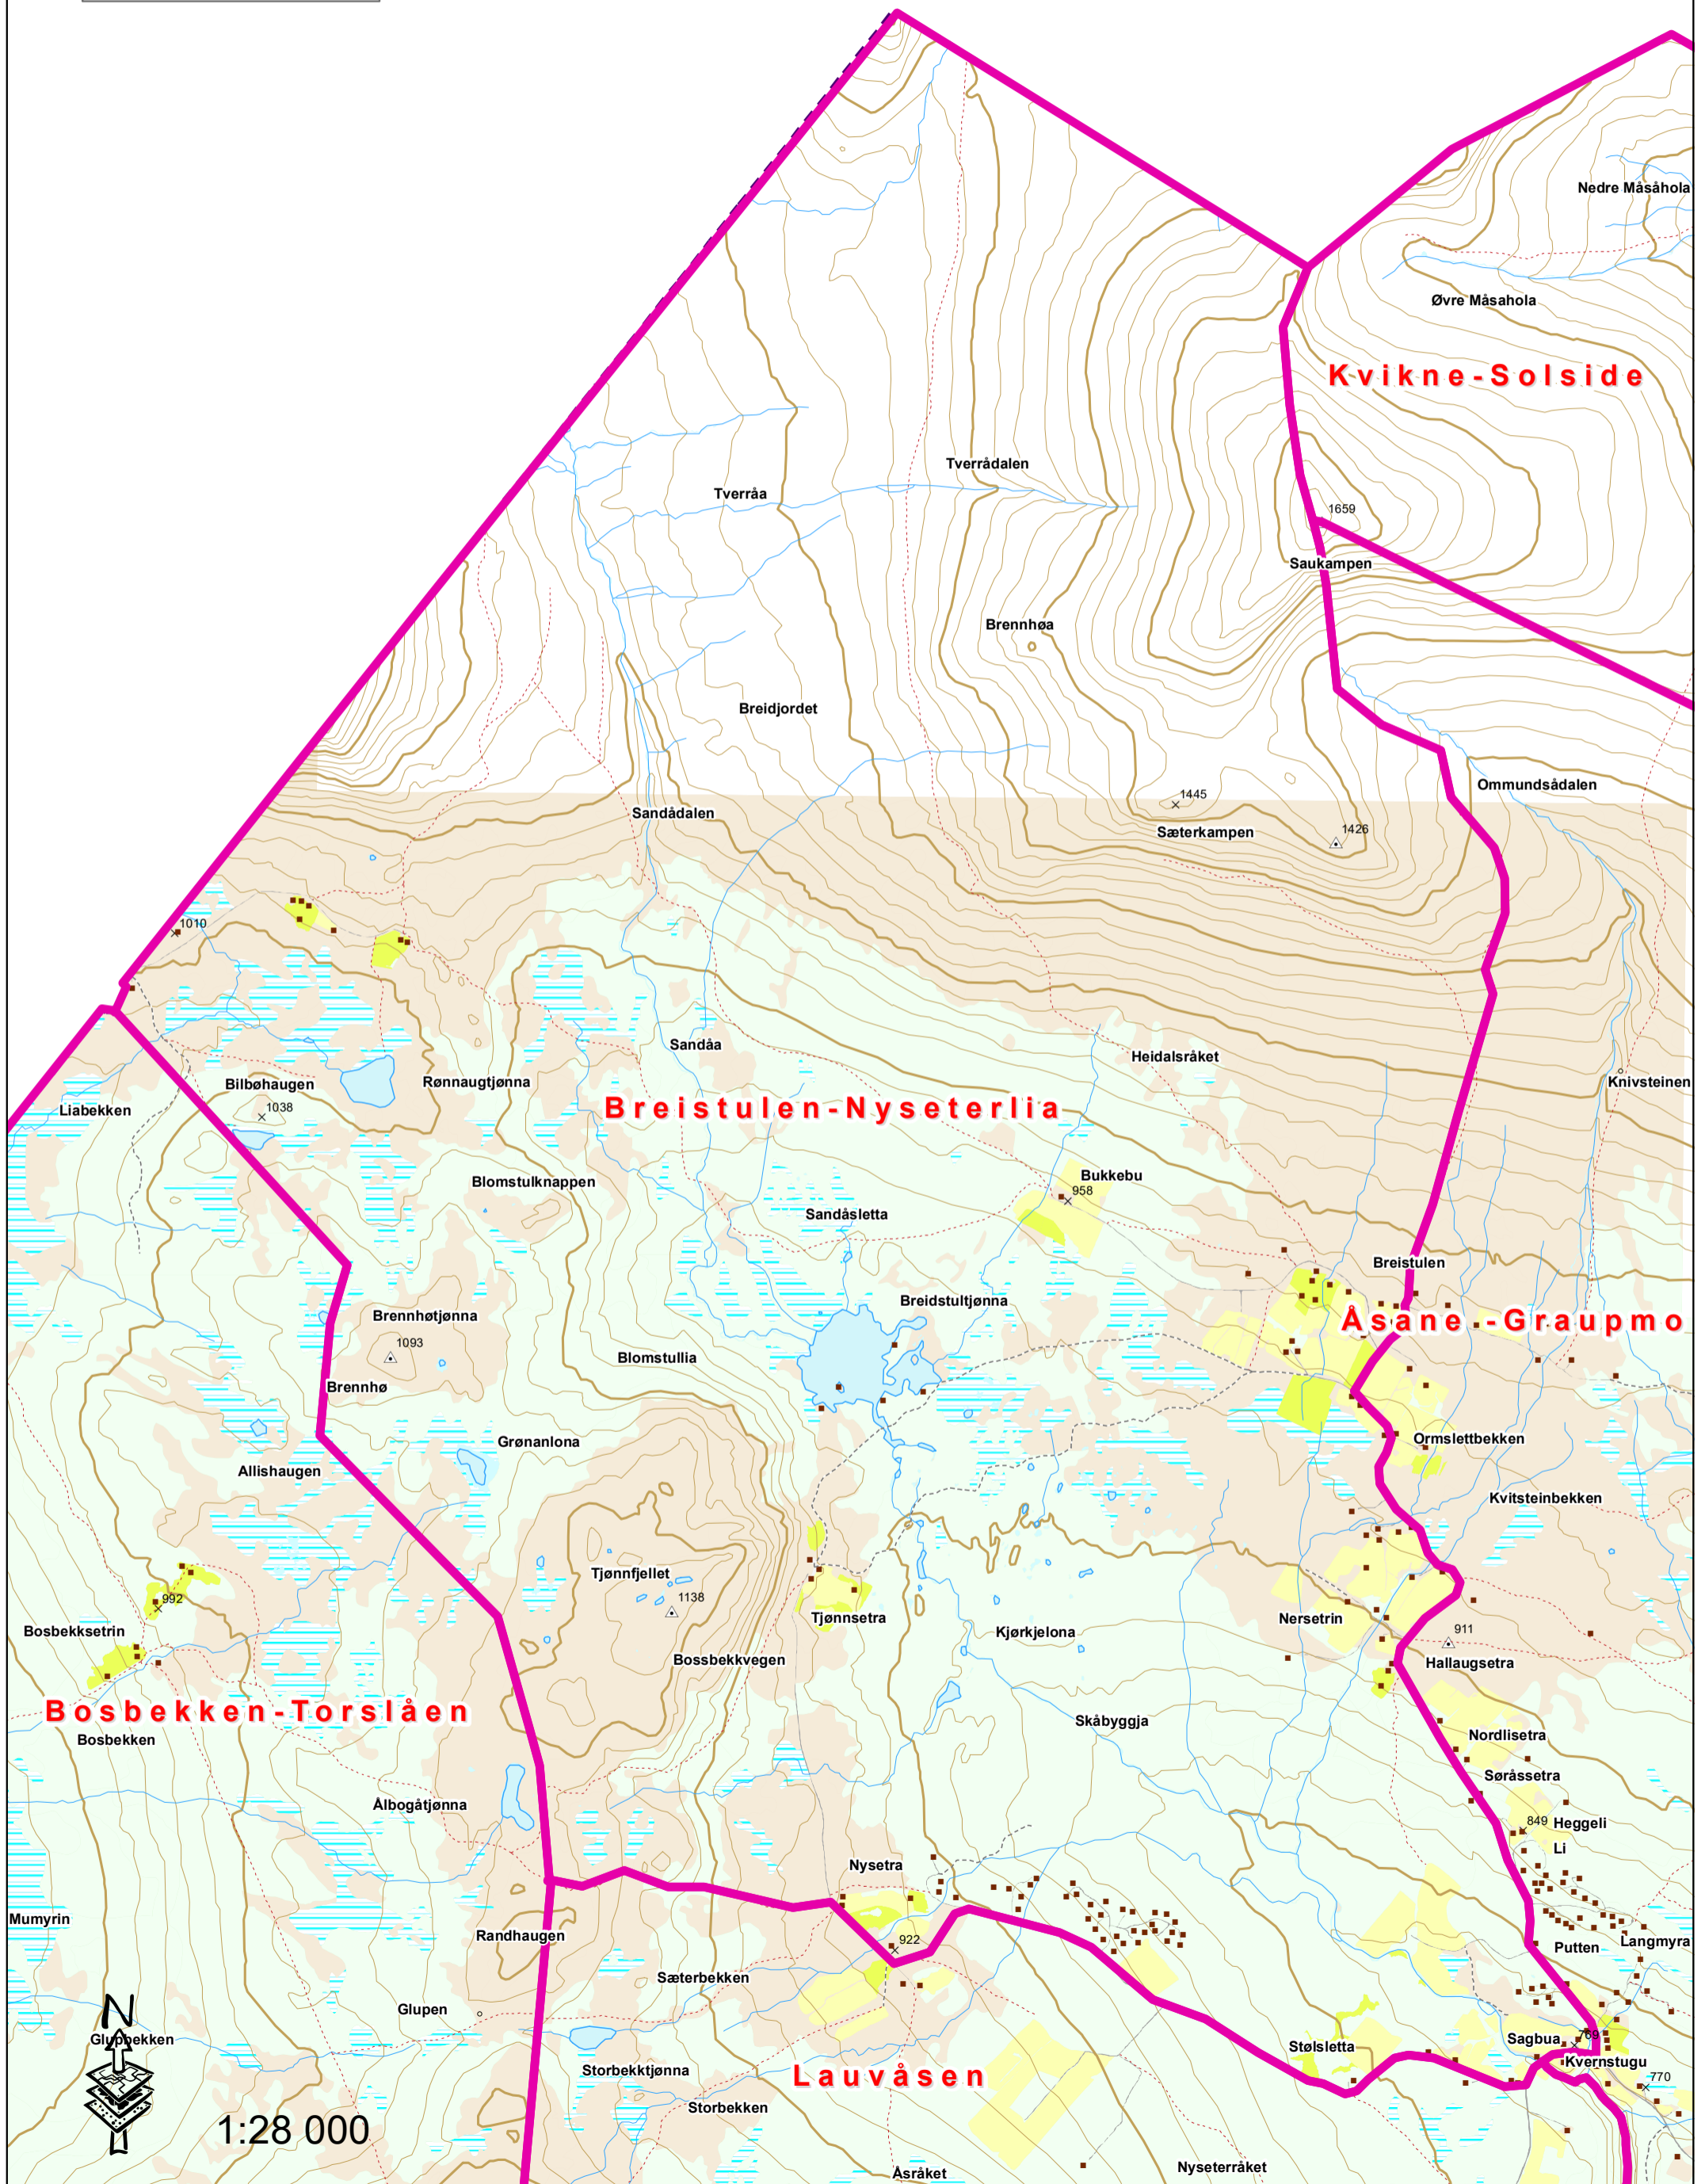 Nedre Måsåhola
Øvre Måsahola
Kvikne-Solside
Tverrådalen
Tverråa
1659
Saukampen
Brennhøa
Breidjordet
Ommundsådalen
1445
Sandådalen
Sæterkampen
1426
1010
Sandåa
Heidalsråket
Rønnaugtjønna
Bilbøhaugen
Knivsteinen
Liabekken
1038
Breistulen-Nyseterlia
Bukkebu
Blomstulknappen
958
Sandåsletta
Breistulen
Breidstultjønna
Brennhøtjønna
Åsane -Graupmo
1093
Blomstullia
Brennhø
Grønanlona
Ormslettbekken
Allishaugen
Kvitsteinbekken
Tjønnfjellet
992
1138
Tjønnsetra
Nersetrin
Bosbekksetrin
Kjørkjelona
911
Bossbekkvegen
Hallaugsetra
Bosbekken-Torslåen
Skåbyggja
Bosbekken
Nordlisetra
Søråssetra
Ålbogåtjønna
849
Heggeli
Li
Nysetra
Mumyrin
Randhaugen
922
Langmyra
Putten
Sæterbekken
Glupen
N
Gluppekken
Sagbua
769
Stølsletta
Kvernstugu
Storbekktjønna
Lauvåsen
770
Storbekken
1:28 000
Nyseterråket
Åsråket